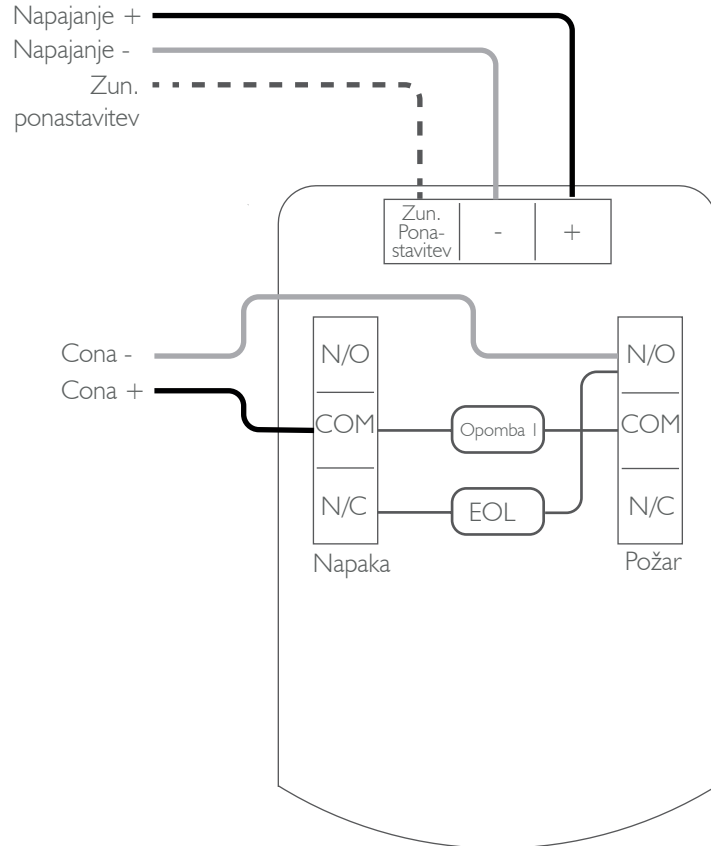 Napajanje +
Napajanje -
Zun.
ponastavitev
Zun.
Pona-
stavitev
-
+
Cona -
Cona +
N/O
COM
N/C
Napaka
Opomba 1
EOL
N/O
COM
N/C
Požar